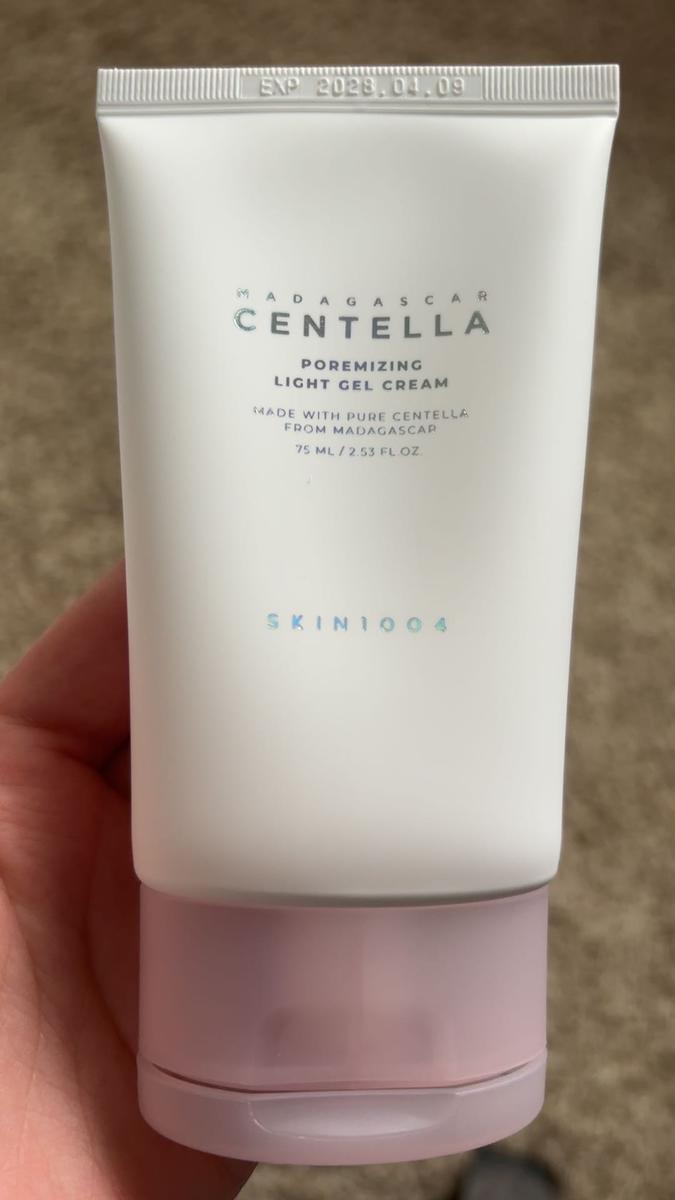 EXP 2028.04.09
MADAGASCAR
CENTELLA
POREMIZING
LIGHT GEL CREAM
MADE WITH PURE CENTELLA
FROM MADAGASCAR
75 ML / 2.53 FL OZ.
SKIN1004